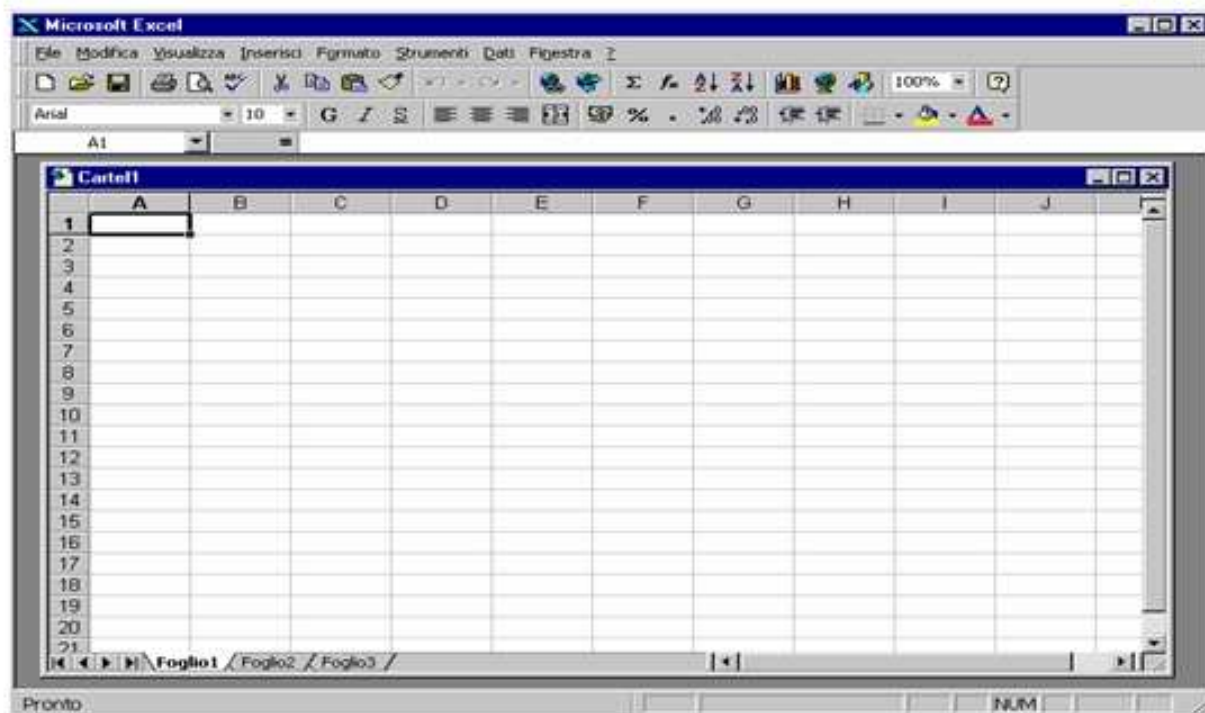 Microsoft Excel
File Modifica Visualizza Inserisci Formato Strumenti Dati Finestra ?
Σ 100% ?
Arial 10 G I S %
A1 =
Cartel1
A B C D E F G H I J
1
2
3
4
5
6
7
8
9
10
11
12
13
14
15
16
17
18
19
20
21
Foglio1 Foglio2 Foglio3
Pronto NUM